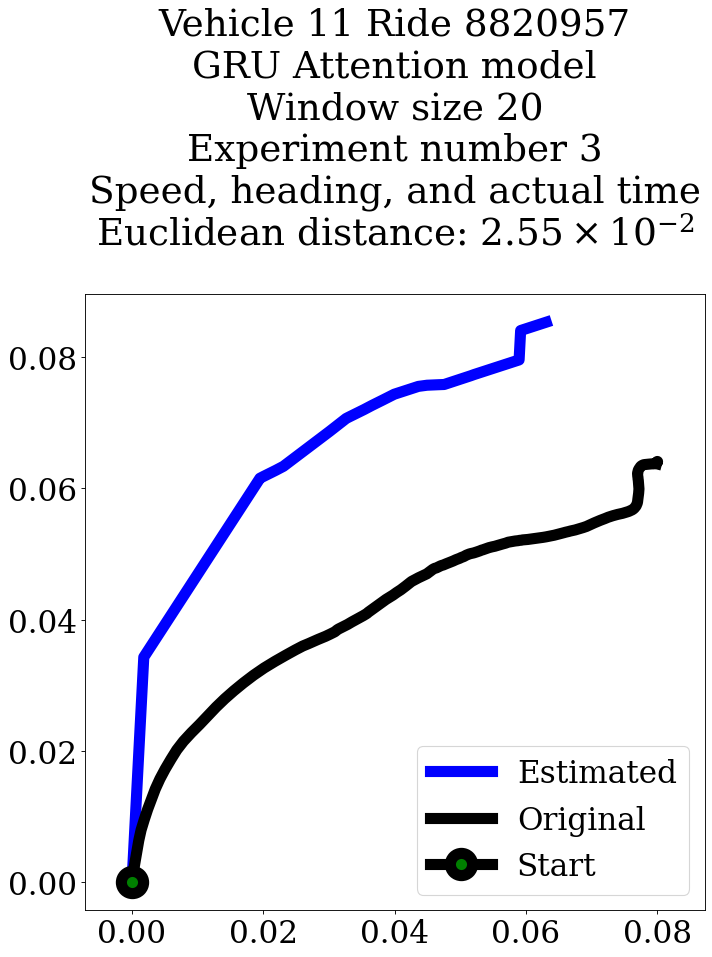 Vehicle 11 Ride 8820957
GRU Attention model
Window size 20
Experiment number 3
Speed, heading, and actual time
Euclidean distance: 2.55 × 10⁻²
0.08
0.06
0.04
0.02
0.00
Estimated
Original
Start
0.00 0.02 0.04 0.06 0.08